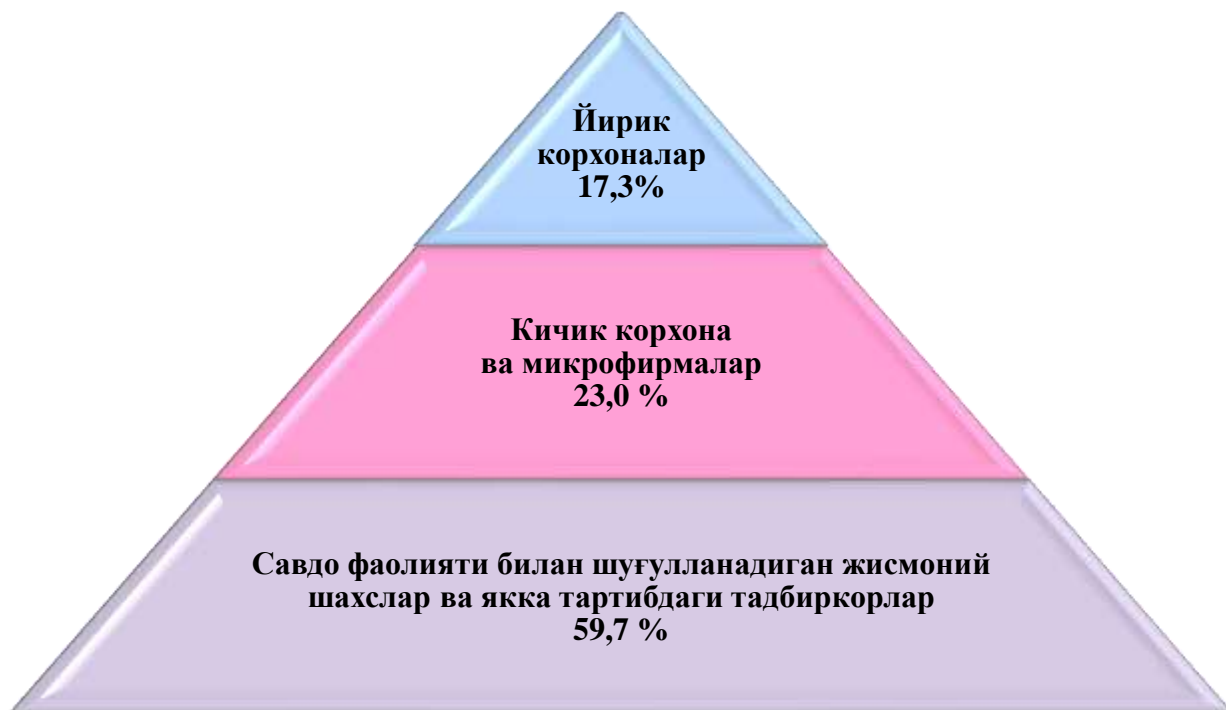 Йирик
корхоналар
17,3%
Кичик корхона
ва микрофирмалар
23,0 %
Савдо фаолияти билан шуғулланадиган жисмоний
шахслар ва якка тартибдаги тадбиркорлар
59,7 %